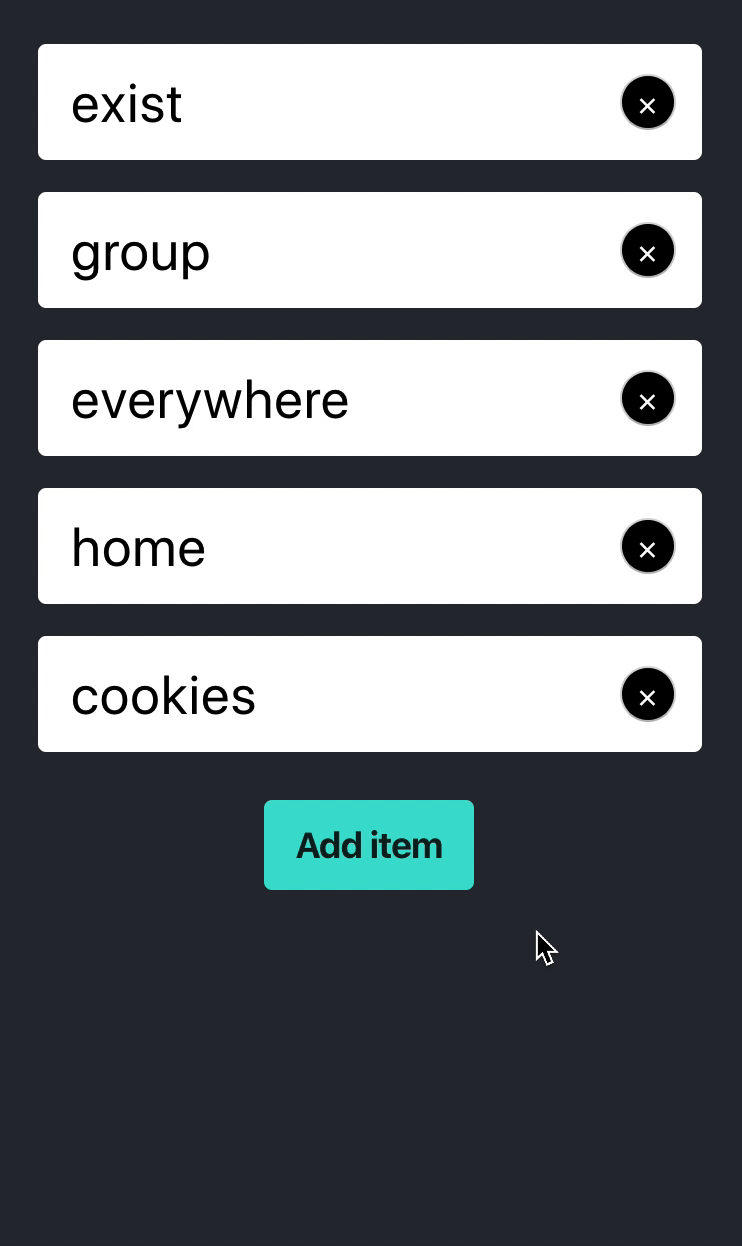 exist ×
group ×
everywhere ×
home ×
cookies ×
Add item